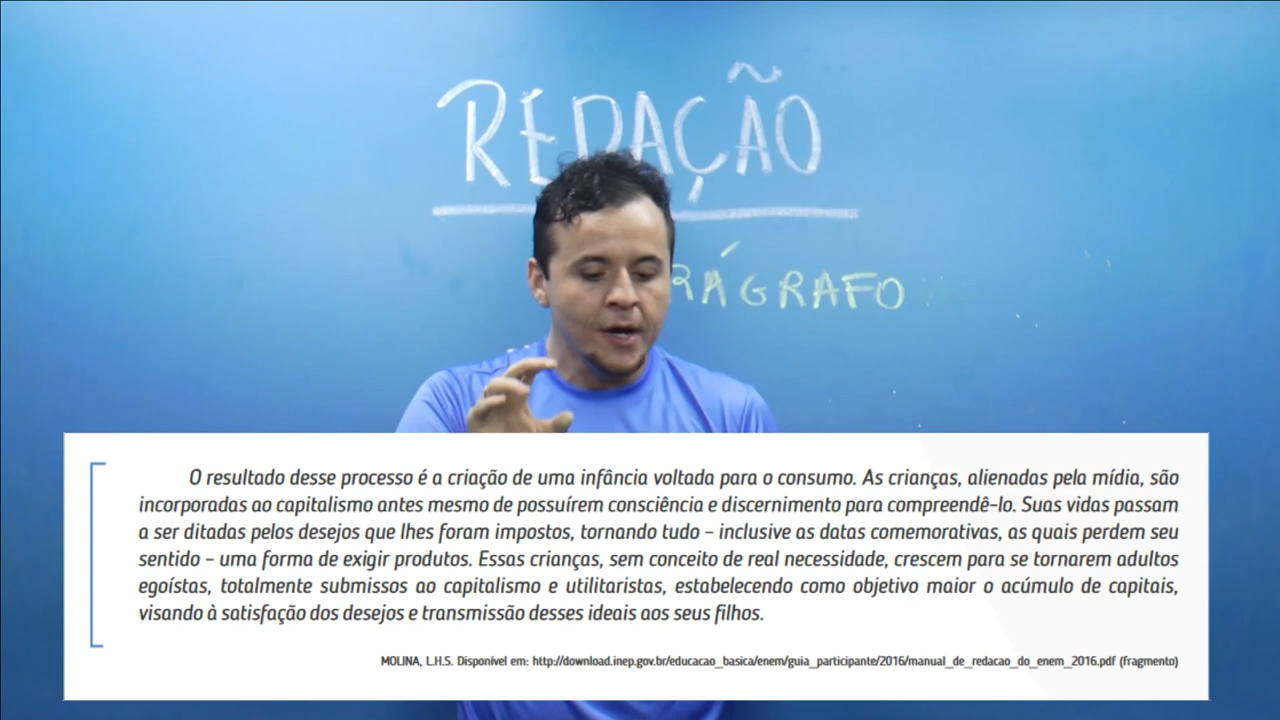 REDAÇÃO
RÁGRAFO
O resultado desse processo é a criação de uma infância voltada para o consumo. As crianças, alienadas pela mídia, são
incorporadas ao capitalismo antes mesmo de possuírem consciência e discernimento para compreendê-lo. Suas vidas passam
a ser ditadas pelos desejos que lhes foram impostos, tornando tudo – inclusive as datas comemorativas, as quais perdem seu
sentido – uma forma de exigir produtos. Essas crianças, sem conceito de real necessidade, crescem para se tornarem adultos
egoístas, totalmente submissos ao capitalismo e utilitaristas, estabelecendo como objetivo maior o acúmulo de capitais,
visando à satisfação dos desejos e transmissão desses ideais aos seus filhos.
MOLINA, L.H.S. Disponível em: http://download.inep.gov.br/educacao_basica/enem/guia_participante/2016/manual_de_redacao_do_enem_2016.pdf (fragmento)